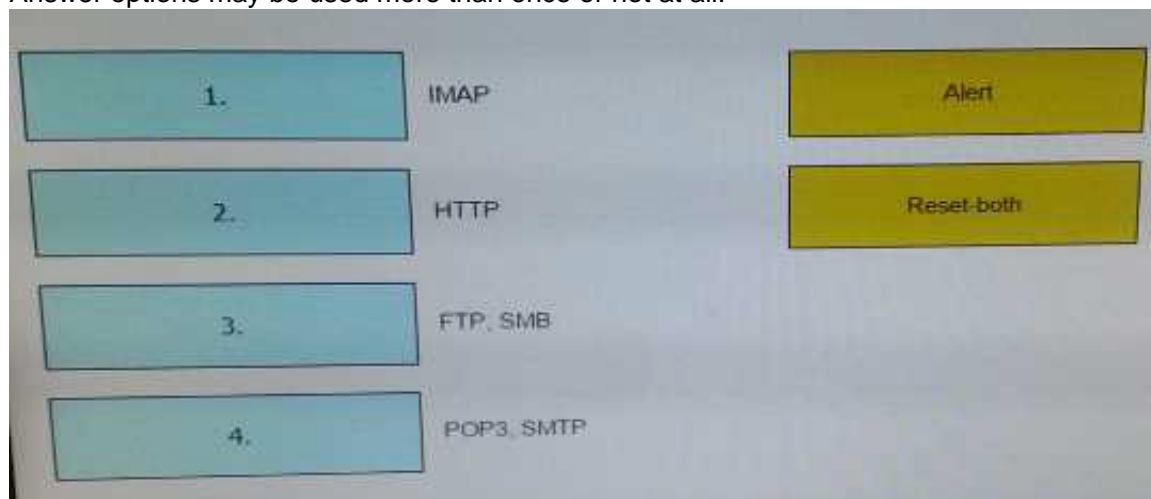 Answer options may be used more than once or not at all.
1.
IMAP
Alert
2.
HTTP
Reset-both
3.
FTP, SMB
4.
POP3, SMTP